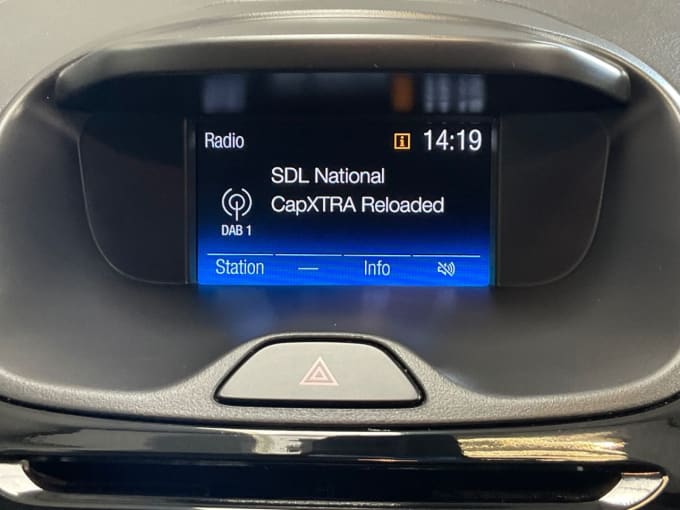 Radio i 14:19
SDL National
CapXTRA Reloaded
DAB 1
Station — Info